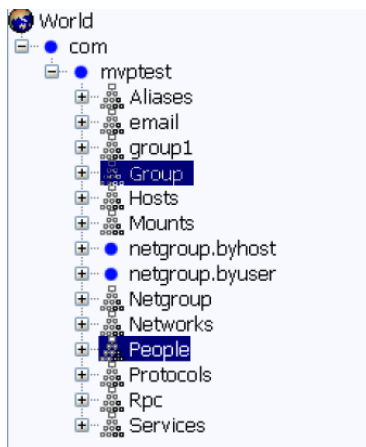 World
com
mvptest
Aliases
email
group1
Group
Hosts
Mounts
netgroup.byhost
netgroup.byuser
Netgroup
Networks
People
Protocols
Rpc
Services